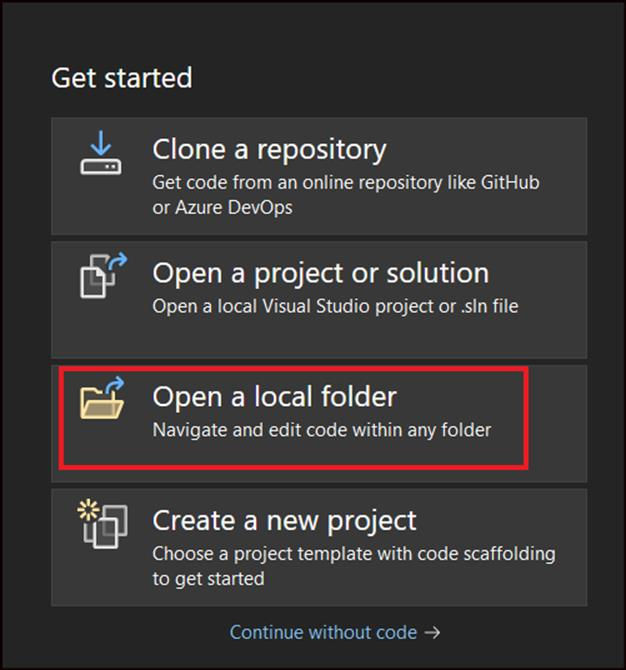 Get started
Clone a repository
Get code from an online repository like GitHub
or Azure DevOps
Open a project or solution
Open a local Visual Studio project or .sln file
Open a local folder
Navigate and edit code within any folder
Create a new project
Choose a project template with code scaffolding
to get started
Continue without code →